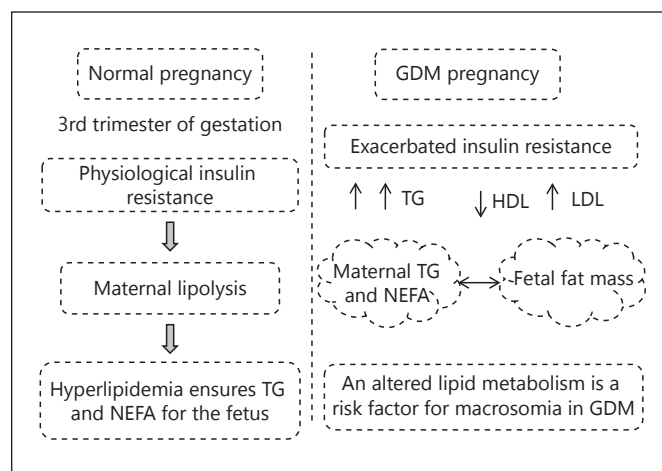 Normal pregnancy
3rd trimester of gestation
Physiological insulin
resistance
Maternal lipolysis
Hyperlipidemia ensures TG
and NEFA for the fetus
GDM pregnancy
Exacerbated insulin resistance
↑ ↑ TG ↓ HDL ↑ LDL
Maternal TG
and NEFA
Fetal fat mass
An altered lipid metabolism is a
risk factor for macrosomia in GDM